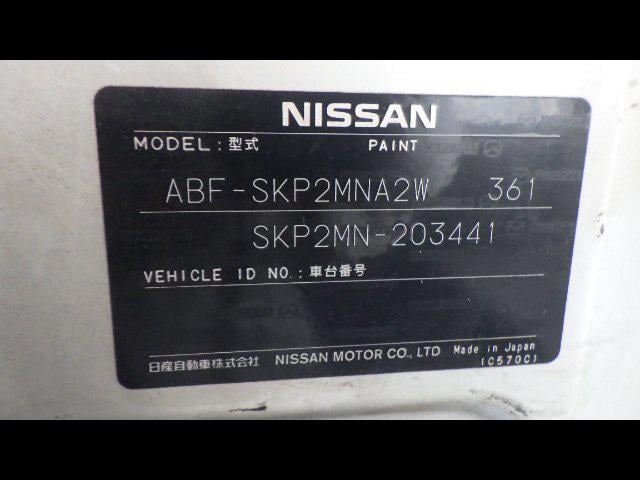 NISSAN
MODEL : 型式 PAINT
ABF-SKP2MNA2W 361
SKP2MN-203441
VEHICLE ID NO. : 車台番号
日産自動車株式会社 NISSAN MOTOR CO., LTD Made in Japan
(C570C)